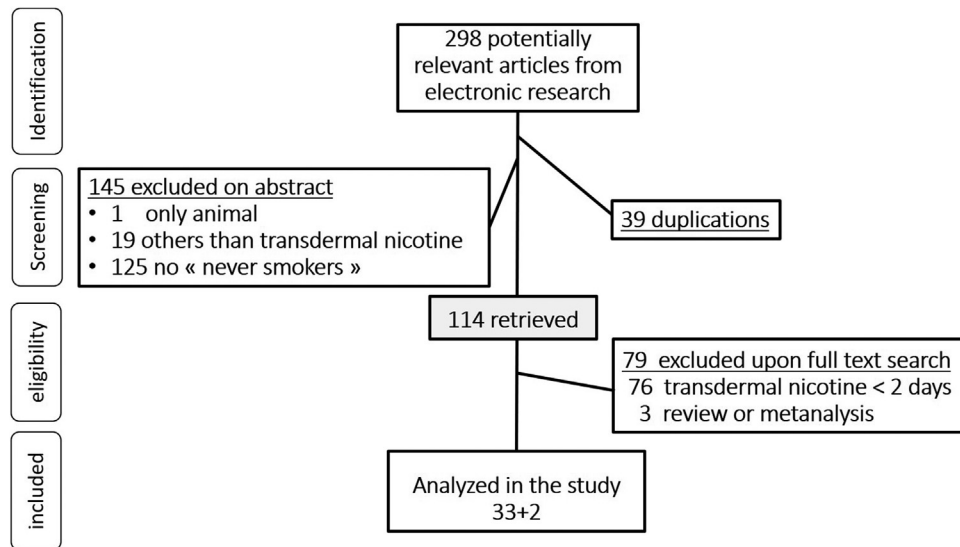 Identification
298 potentially
relevant articles from
electronic research
Screening
145 excluded on abstract
• 1 only animal
• 19 others than transdermal nicotine
• 125 no « never smokers »
39 duplications
eligibility
114 retrieved
79 excluded upon full text search
76 transdermal nicotine < 2 days
3 review or metanalysis
included
Analyzed in the study
33+2